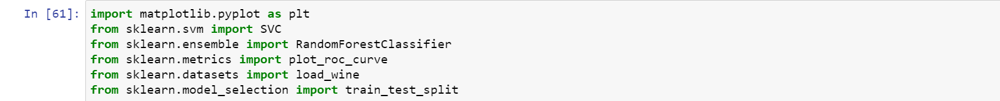 In [61]: import matplotlib.pyplot as plt
from sklearn.svm import SVC
from sklearn.ensemble import RandomForestClassifier
from sklearn.metrics import plot_roc_curve
from sklearn.datasets import load_wine
from sklearn.model_selection import train_test_split